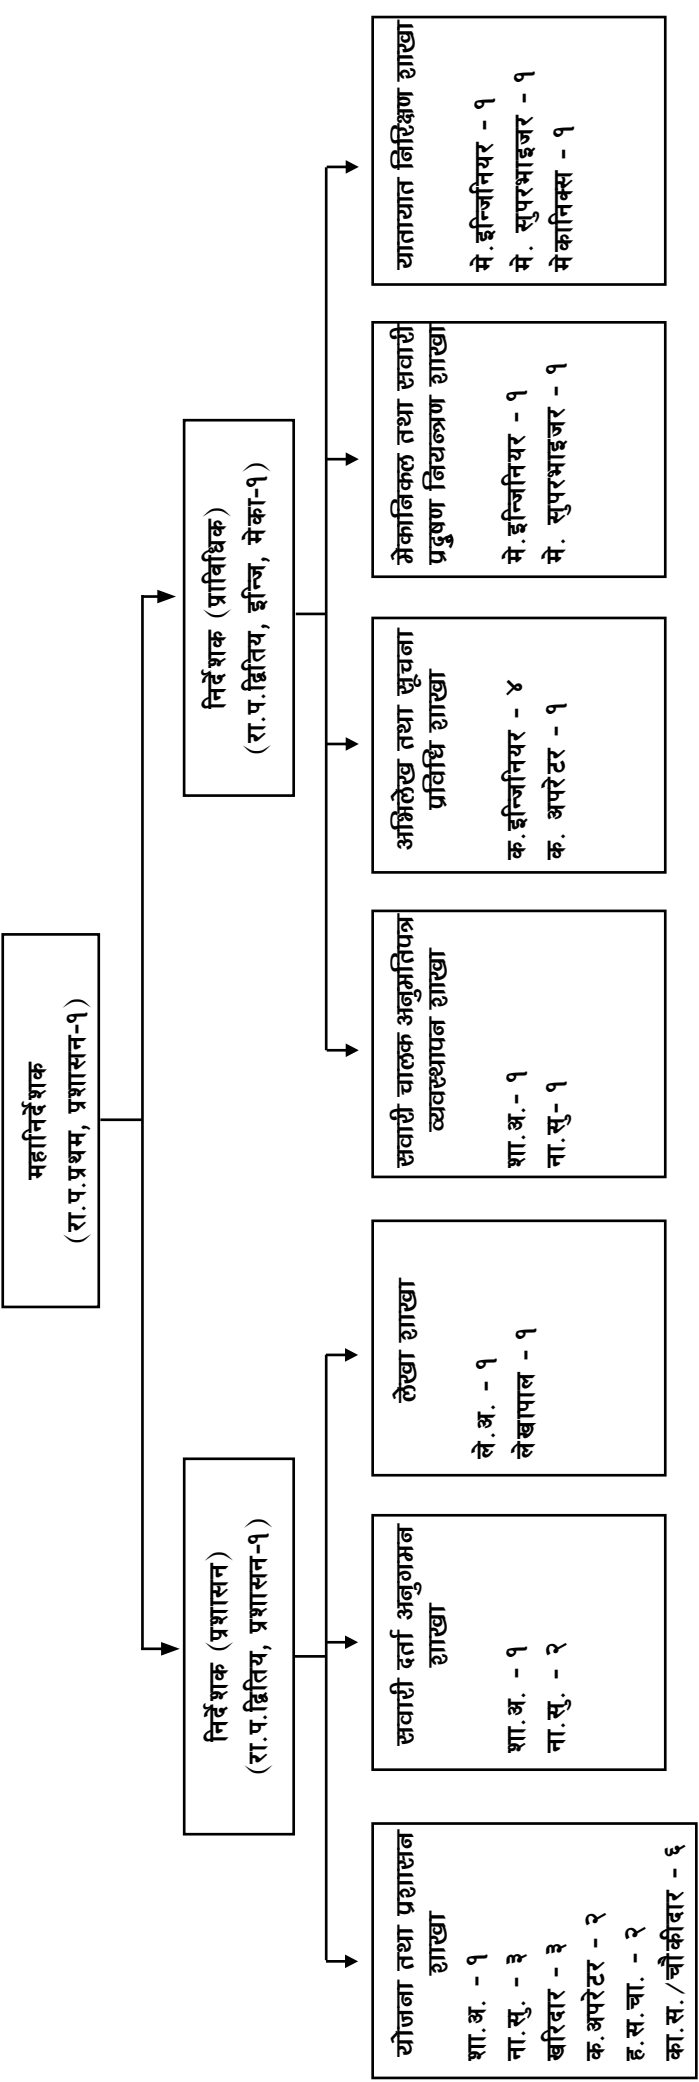 महानिर्देशक
(रा.प.प्रथम, प्रशासन-१)
निर्देशक (प्रशासन)
(रा.प.द्वितिय, प्रशासन-१)
निर्देशक (प्राविधिक)
(रा.प.द्वितिय, इन्जि, मेका-१)
योजना तथा प्रशासन
शाखा
शा.अ. - १
ना.सु. - ३
खरिदार - ३
क.अपरेटर - २
ह.स.चा. - २
का.स./चौकीदार - ६
सवारी दर्ता अनुगमन
शाखा
शा.अ. - १
ना.सु. - २
लेखा शाखा
ले.अ. - १
लेखापाल - १
सवारी चालक अनुमतिपत्र
व्यवस्थापन शाखा
शा.अ.- १
ना.सु- १
अभिलेख तथा सूचना
प्रविधि शाखा
क.इन्जिनियर - ४
क. अपरेटर - १
मेकानिकल तथा सवारी
प्रदुषण नियन्त्रण शाखा
मे.इन्जिनियर - १
मे. सुपरभाइजर - १
यातायात निरिक्षण शाखा
मे.इन्जिनियर - १
मे. सुपरभाइजर - १
मेकानिक्स - १